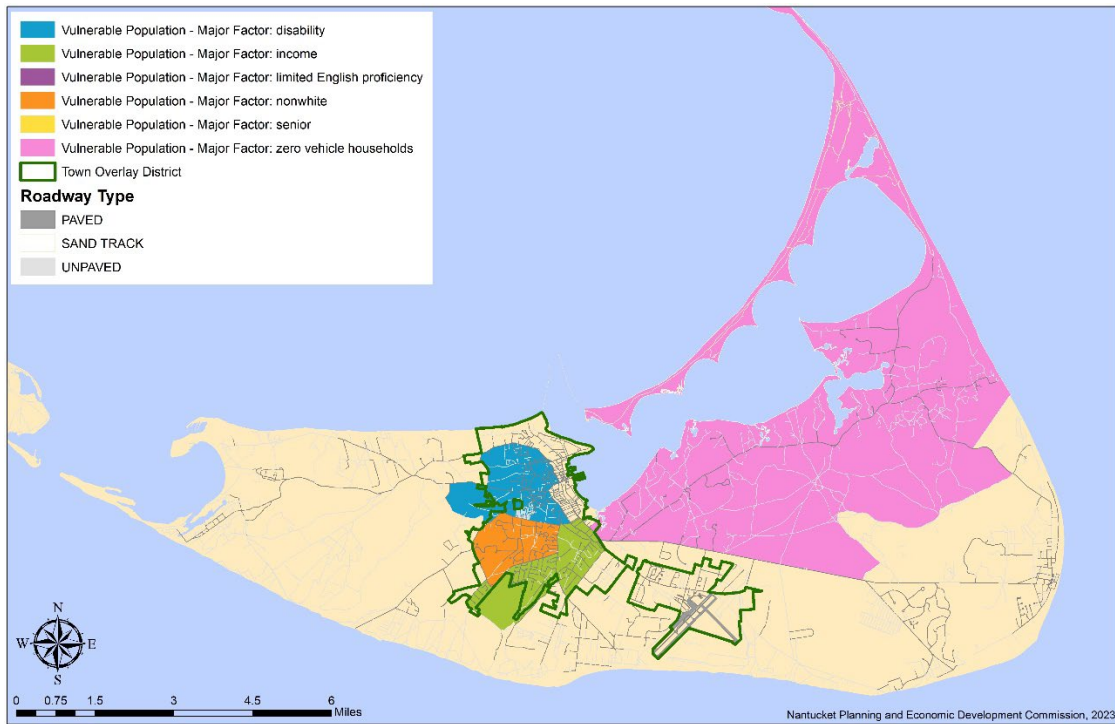 Vulnerable Population - Major Factor: disability
Vulnerable Population - Major Factor: income
Vulnerable Population - Major Factor: limited English proficiency
Vulnerable Population - Major Factor: nonwhite
Vulnerable Population - Major Factor: senior
Vulnerable Population - Major Factor: zero vehicle households
Town Overlay District
Roadway Type
PAVED
SAND TRACK
UNPAVED
N
W E
S
0 0.75 1.5 3 4.5 6
Miles
Nantucket Planning and Economic Development Commission, 2023